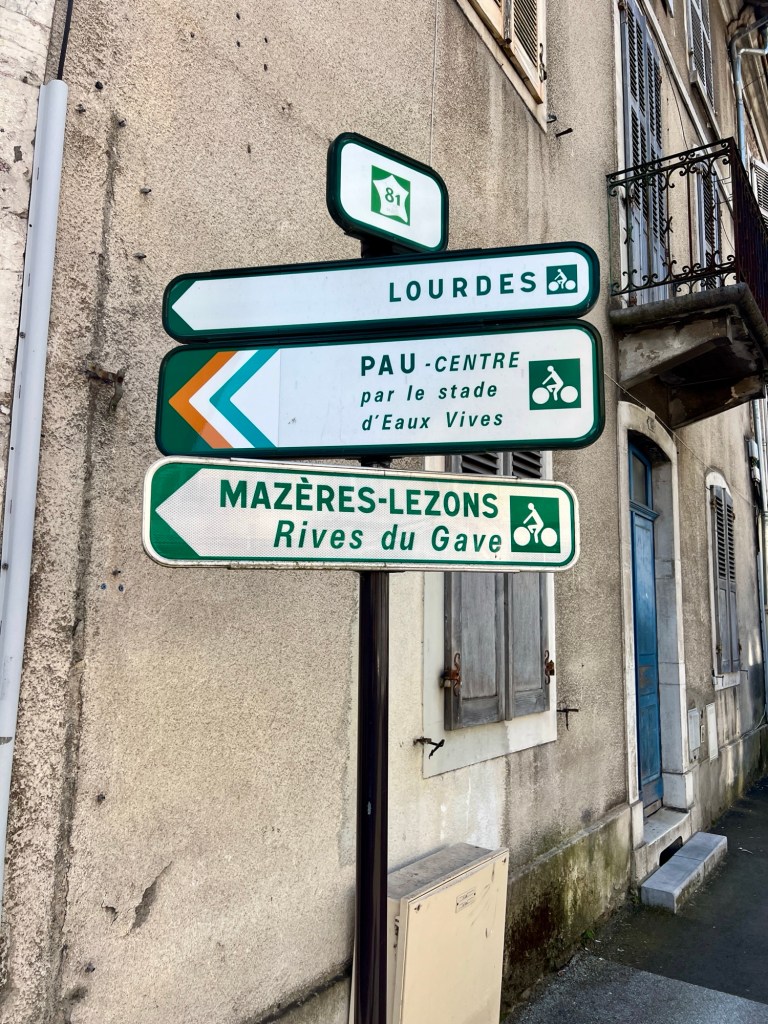 81
LOURDES
PAU -CENTRE
par le stade
d'Eaux Vives
MAZÈRES-LEZONS
Rives du Gave